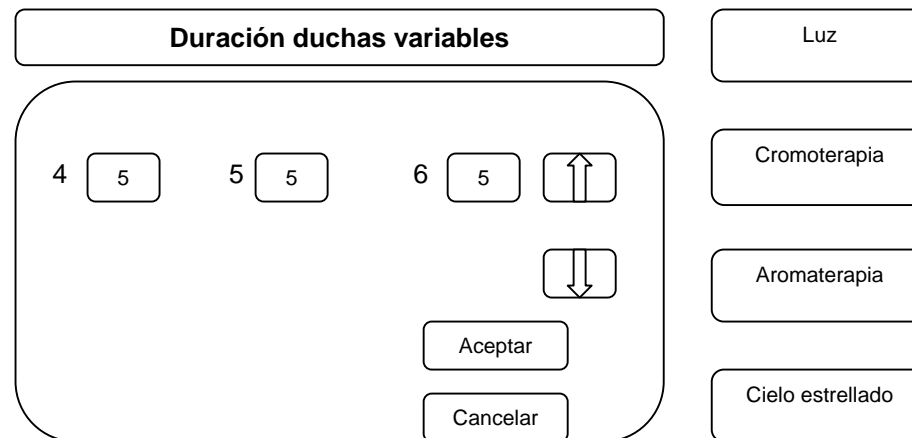 Duración duchas variables
4 5 5 5 6 5
Aceptar
Cancelar
Luz
Cromoterapia
Aromaterapia
Cielo estrellado